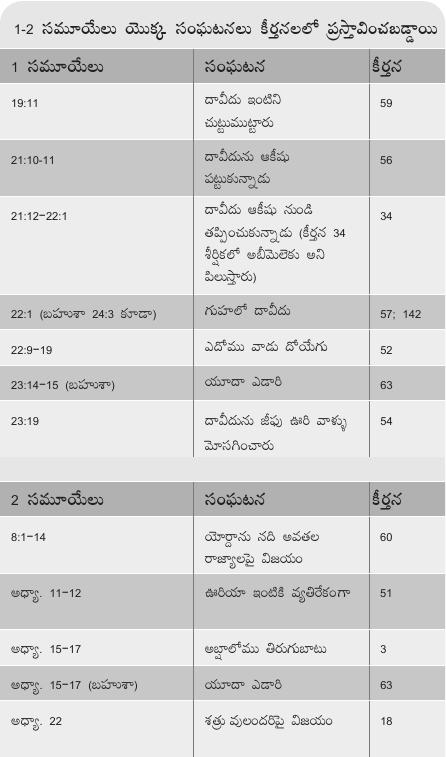 1-2 సమూయేలు యొక్క సంఘటనలు కీర్తనలలో ప్రస్తావించబడ్డాయి
1 సమూయేలు సంఘటన కీర్తన
19:11 దావీదు ఇంటిని 59
చుట్టుముట్టారు
21:10-11 దావీదును ఆకీషు 56
పట్టుకున్నాడు
21:12–22:1 దావీదు ఆకీషు నుండి 34
తప్పించుకున్నాడు (కీర్తన 34
శీర్షికలో అబీమెలెకు అని
పిలుస్తారు)
22:1 (బహుశా 24:3 కూడా) గుహలో దావీదు 57; 142
22:9–19 ఎదోము వాడు దోయేగు 52
23:14–15 (బహుశా) యూదా ఎడారి 63
23:19 దావీదును జీఫు ఊరి వాళ్ళు 54
మోసగించారు
2 సమూయేలు సంఘటన కీర్తన
8:1–14 యోర్దాను నది అవతల 60
రాజ్యాలపై విజయం
అధ్యా. 11–12 ఊరియా ఇంటికి వ్యతిరేకంగా 51
అధ్యా. 15–17 అబ్షాలోము తిరుగుబాటు 3
అధ్యా. 15–17 (బహుశా) యూదా ఎడారి 63
అధ్యా. 22 శత్రువులందరిపై విజయం 18